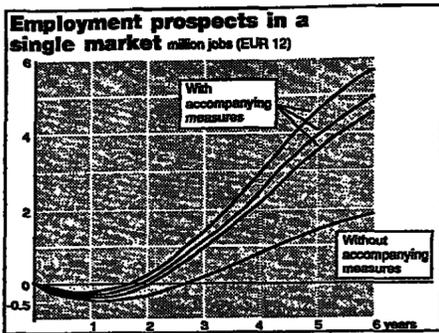 Employment prospects in a
single market million jobs (EUR 12)
6
With
accompanying
measures
4
2
Without
accompanying
measures
0
-0.5
1 2 3 4 5 6 years